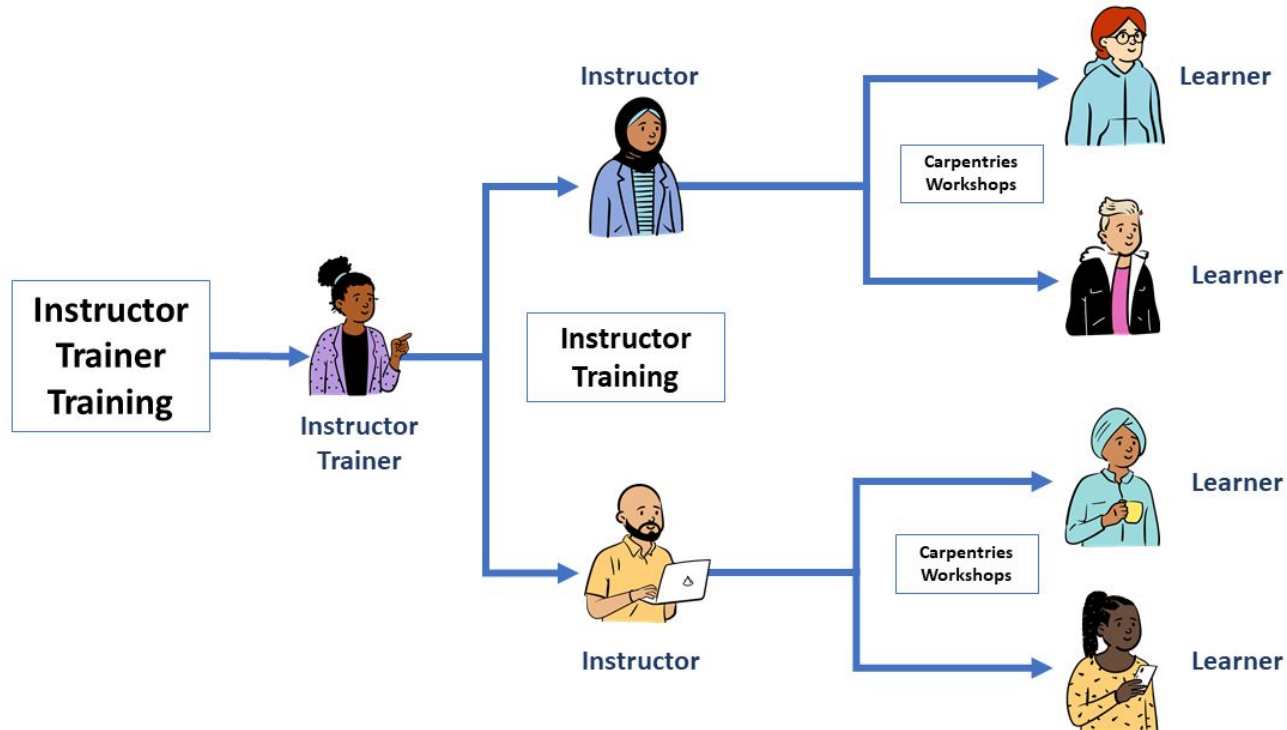 Instructor
Trainer
Training
Instructor
Trainer
Instructor
Instructor
Training
Instructor
Carpentries
Workshops
Carpentries
Workshops
Learner
Learner
Learner
Learner